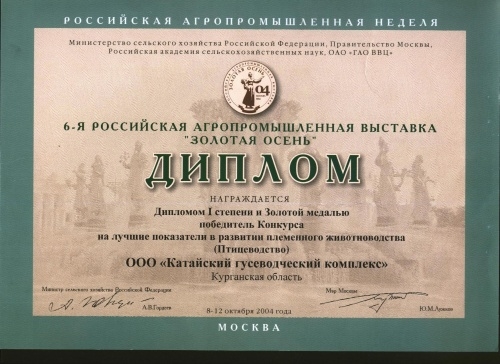 РОССИЙСКАЯ АГРОПРОМЫШЛЕННАЯ НЕДЕЛЯ
Министерство сельского хозяйства Российской Федерации, Правительство Москвы,
Российская академия сельскохозяйственных наук, ОАО «ГАО ВВЦ»
ЗОЛОТАЯ ОСЕНЬ
04
6-Я РОССИЙСКАЯ АГРОПРОМЫШЛЕННАЯ ВЫСТАВКА
"ЗОЛОТАЯ ОСЕНЬ"
ДИПЛОМ
НАГРАЖДАЕТСЯ
Дипломом I степени и Золотой медалью
победитель Конкурса
на лучшие показатели в развитии племенного животноводства
(Птицеводство)
ООО «Катайский гусеводческий комплекс»
Курганская область
Министр сельского хозяйства Российской Федерации
Мэр Москвы
А.В.Гордеев
Ю.М.Лужков
8-12 октября 2004 года
МОСКВА